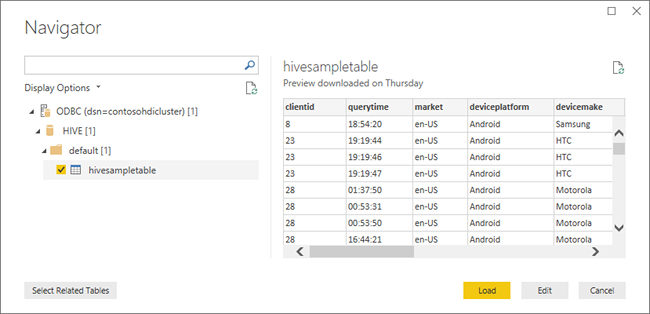 Navigator
Display Options
ODBC (dsn=contosohdicluster) [1]
HIVE [1]
default [1]
hivesampletable
hivesampletable
Preview downloaded on Thursday
clientid querytime market deviceplatform devicemake
8 18:54:20 en-US Android Samsung
23 19:19:44 en-US Android HTC
23 19:19:46 en-US Android HTC
23 19:19:47 en-US Android HTC
28 01:37:50 en-US Android Motorola
28 00:53:31 en-US Android Motorola
28 00:53:50 en-US Android Motorola
28 16:44:21 en-US Android Motorola
Select Related Tables Load Edit Cancel